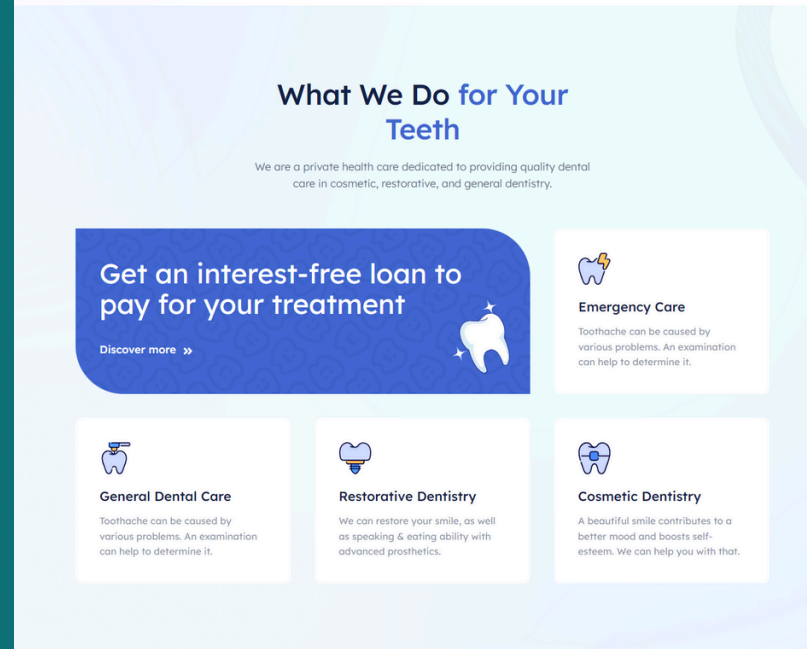 What We Do for Your
Teeth
We are a private health care dedicated to providing quality dental
care in cosmetic, restorative, and general dentistry.
Get an interest-free loan to
pay for your treatment
Discover more »
Emergency Care
Toothache can be caused by
various problems. An examination
can help to determine it.
General Dental Care
Toothache can be caused by
various problems. An examination
can help to determine it.
Restorative Dentistry
We can restore your smile, as well
as speaking & eating ability with
advanced prosthetics.
Cosmetic Dentistry
A beautiful smile contributes to a
better mood and boosts self-
esteem. We can help you with that.